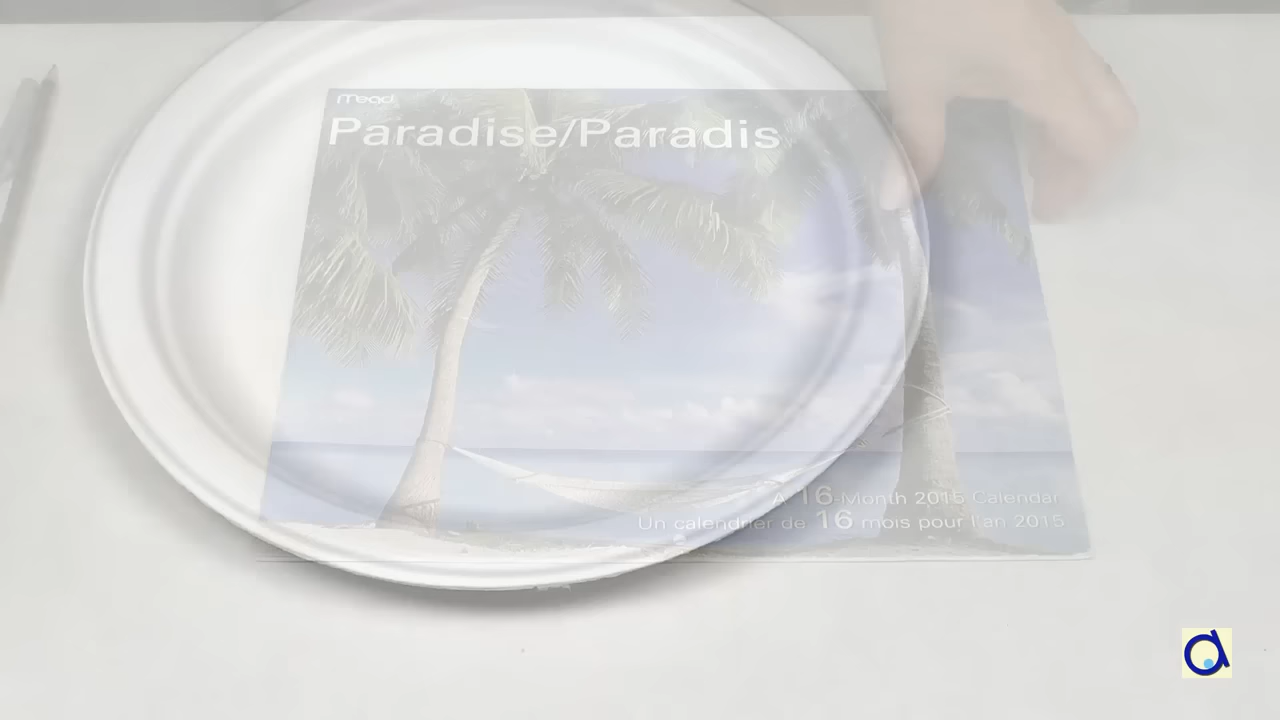 Mead
Paradise/Paradis
A 16-Month 2015 Calendar
Un calendrier de 16 mois pour l'an 2015